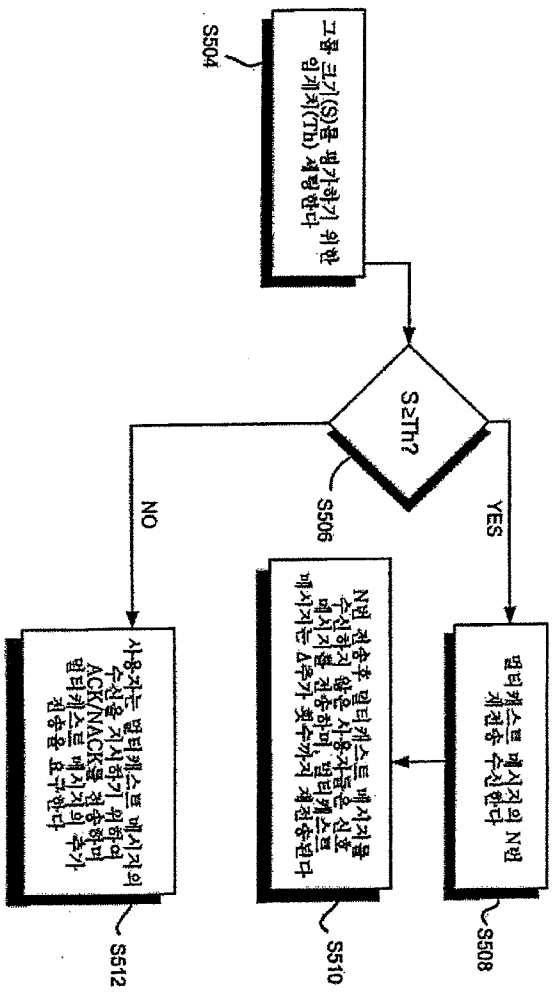 그룹 크기(S)를 평가하기 위한
임계치(Th) 세팅한다
S504
S≥Th?
S506
YES
멀티캐스트 메시지의 N번
재전송 수신한다
S508
N번 전송후 멀티캐스트 메시지를
수신하지 않은 사용자들은 신호
메시지를 전송하며 멀티캐스트
메시지는 Δ추가 횟수까지 재전송된다
S510
NO
사용자는 멀티캐스트 메시지의
수신을 지시하기 위하여
ACK/NACK를 전송하며
멀티캐스트 메시지의 추가
전송을 요구한다
S512